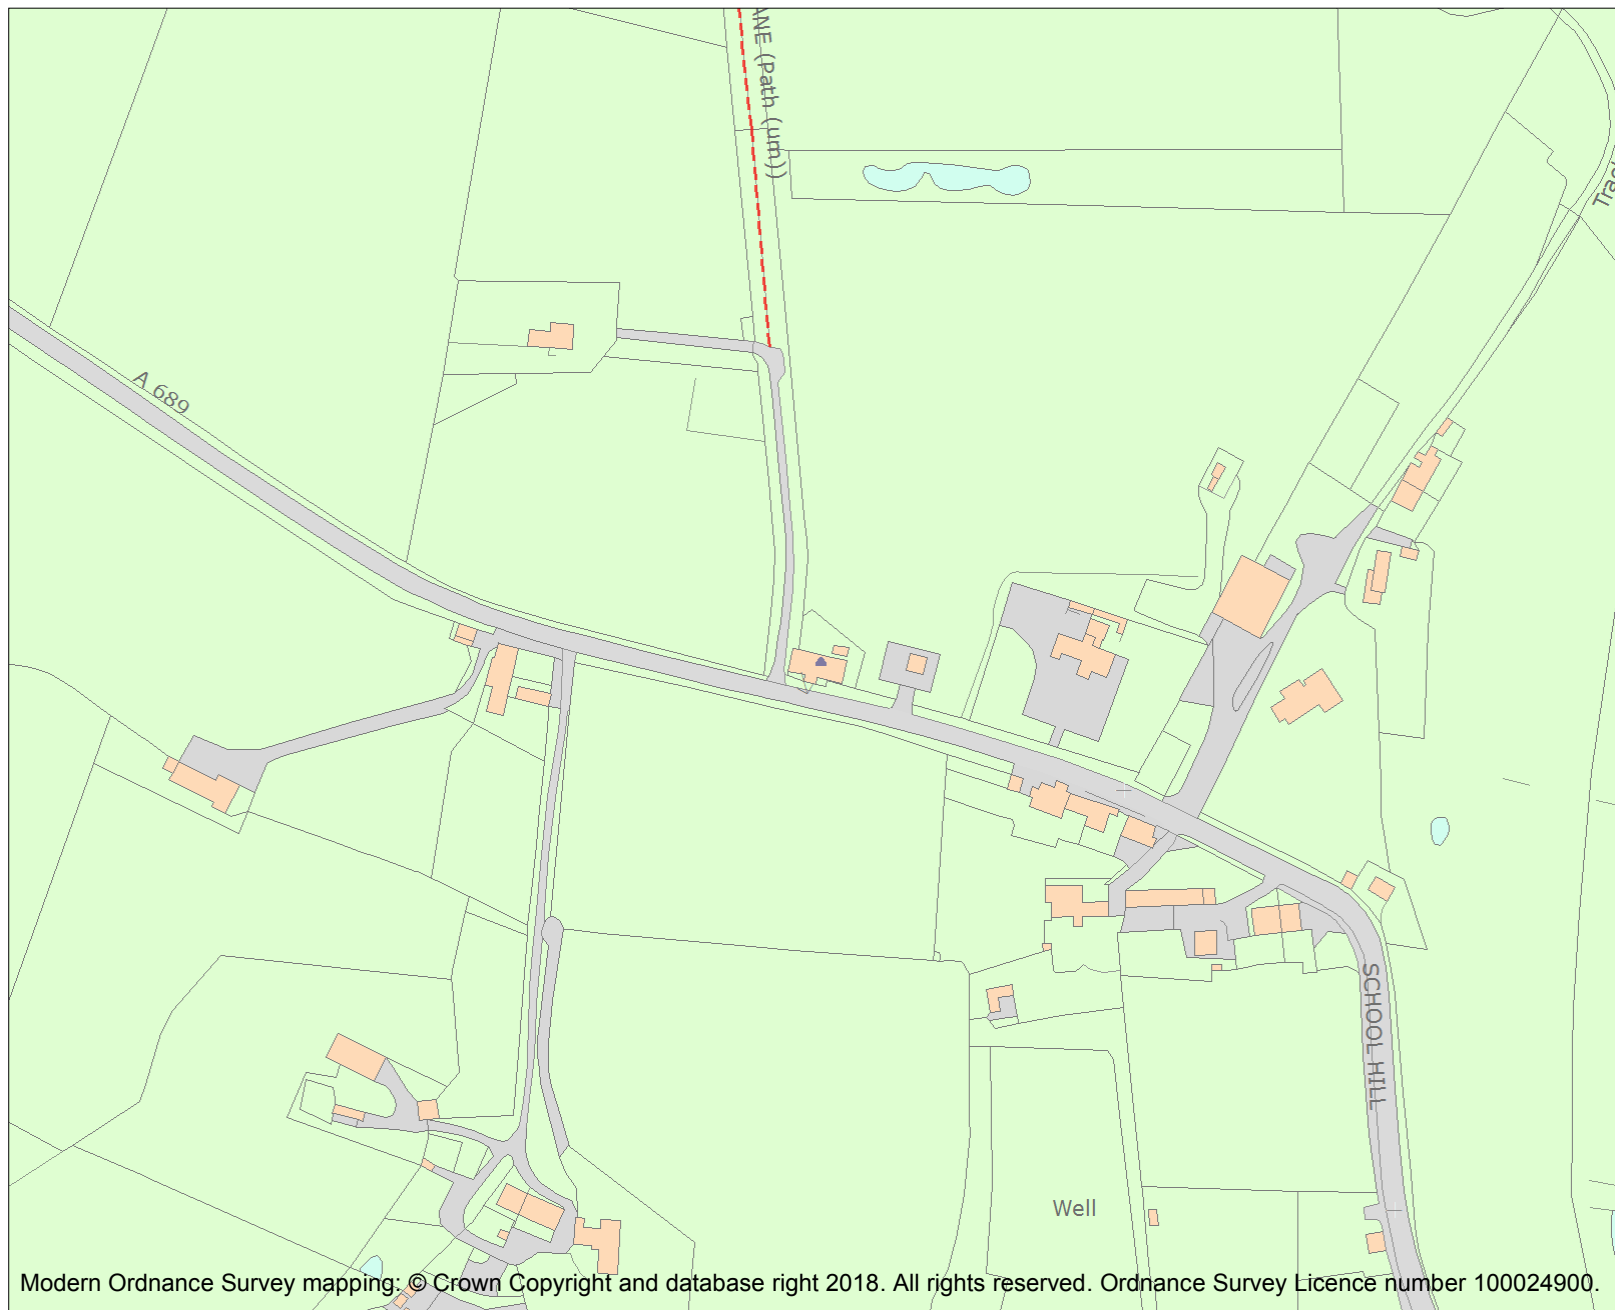 ANE (Path (um))
Trac
A 689
SCHOOL HILL
Well
Modern Ordnance Survey mapping: © Crown Copyright and database right 2018. All rights reserved. Ordnance Survey Licence number 100024900.